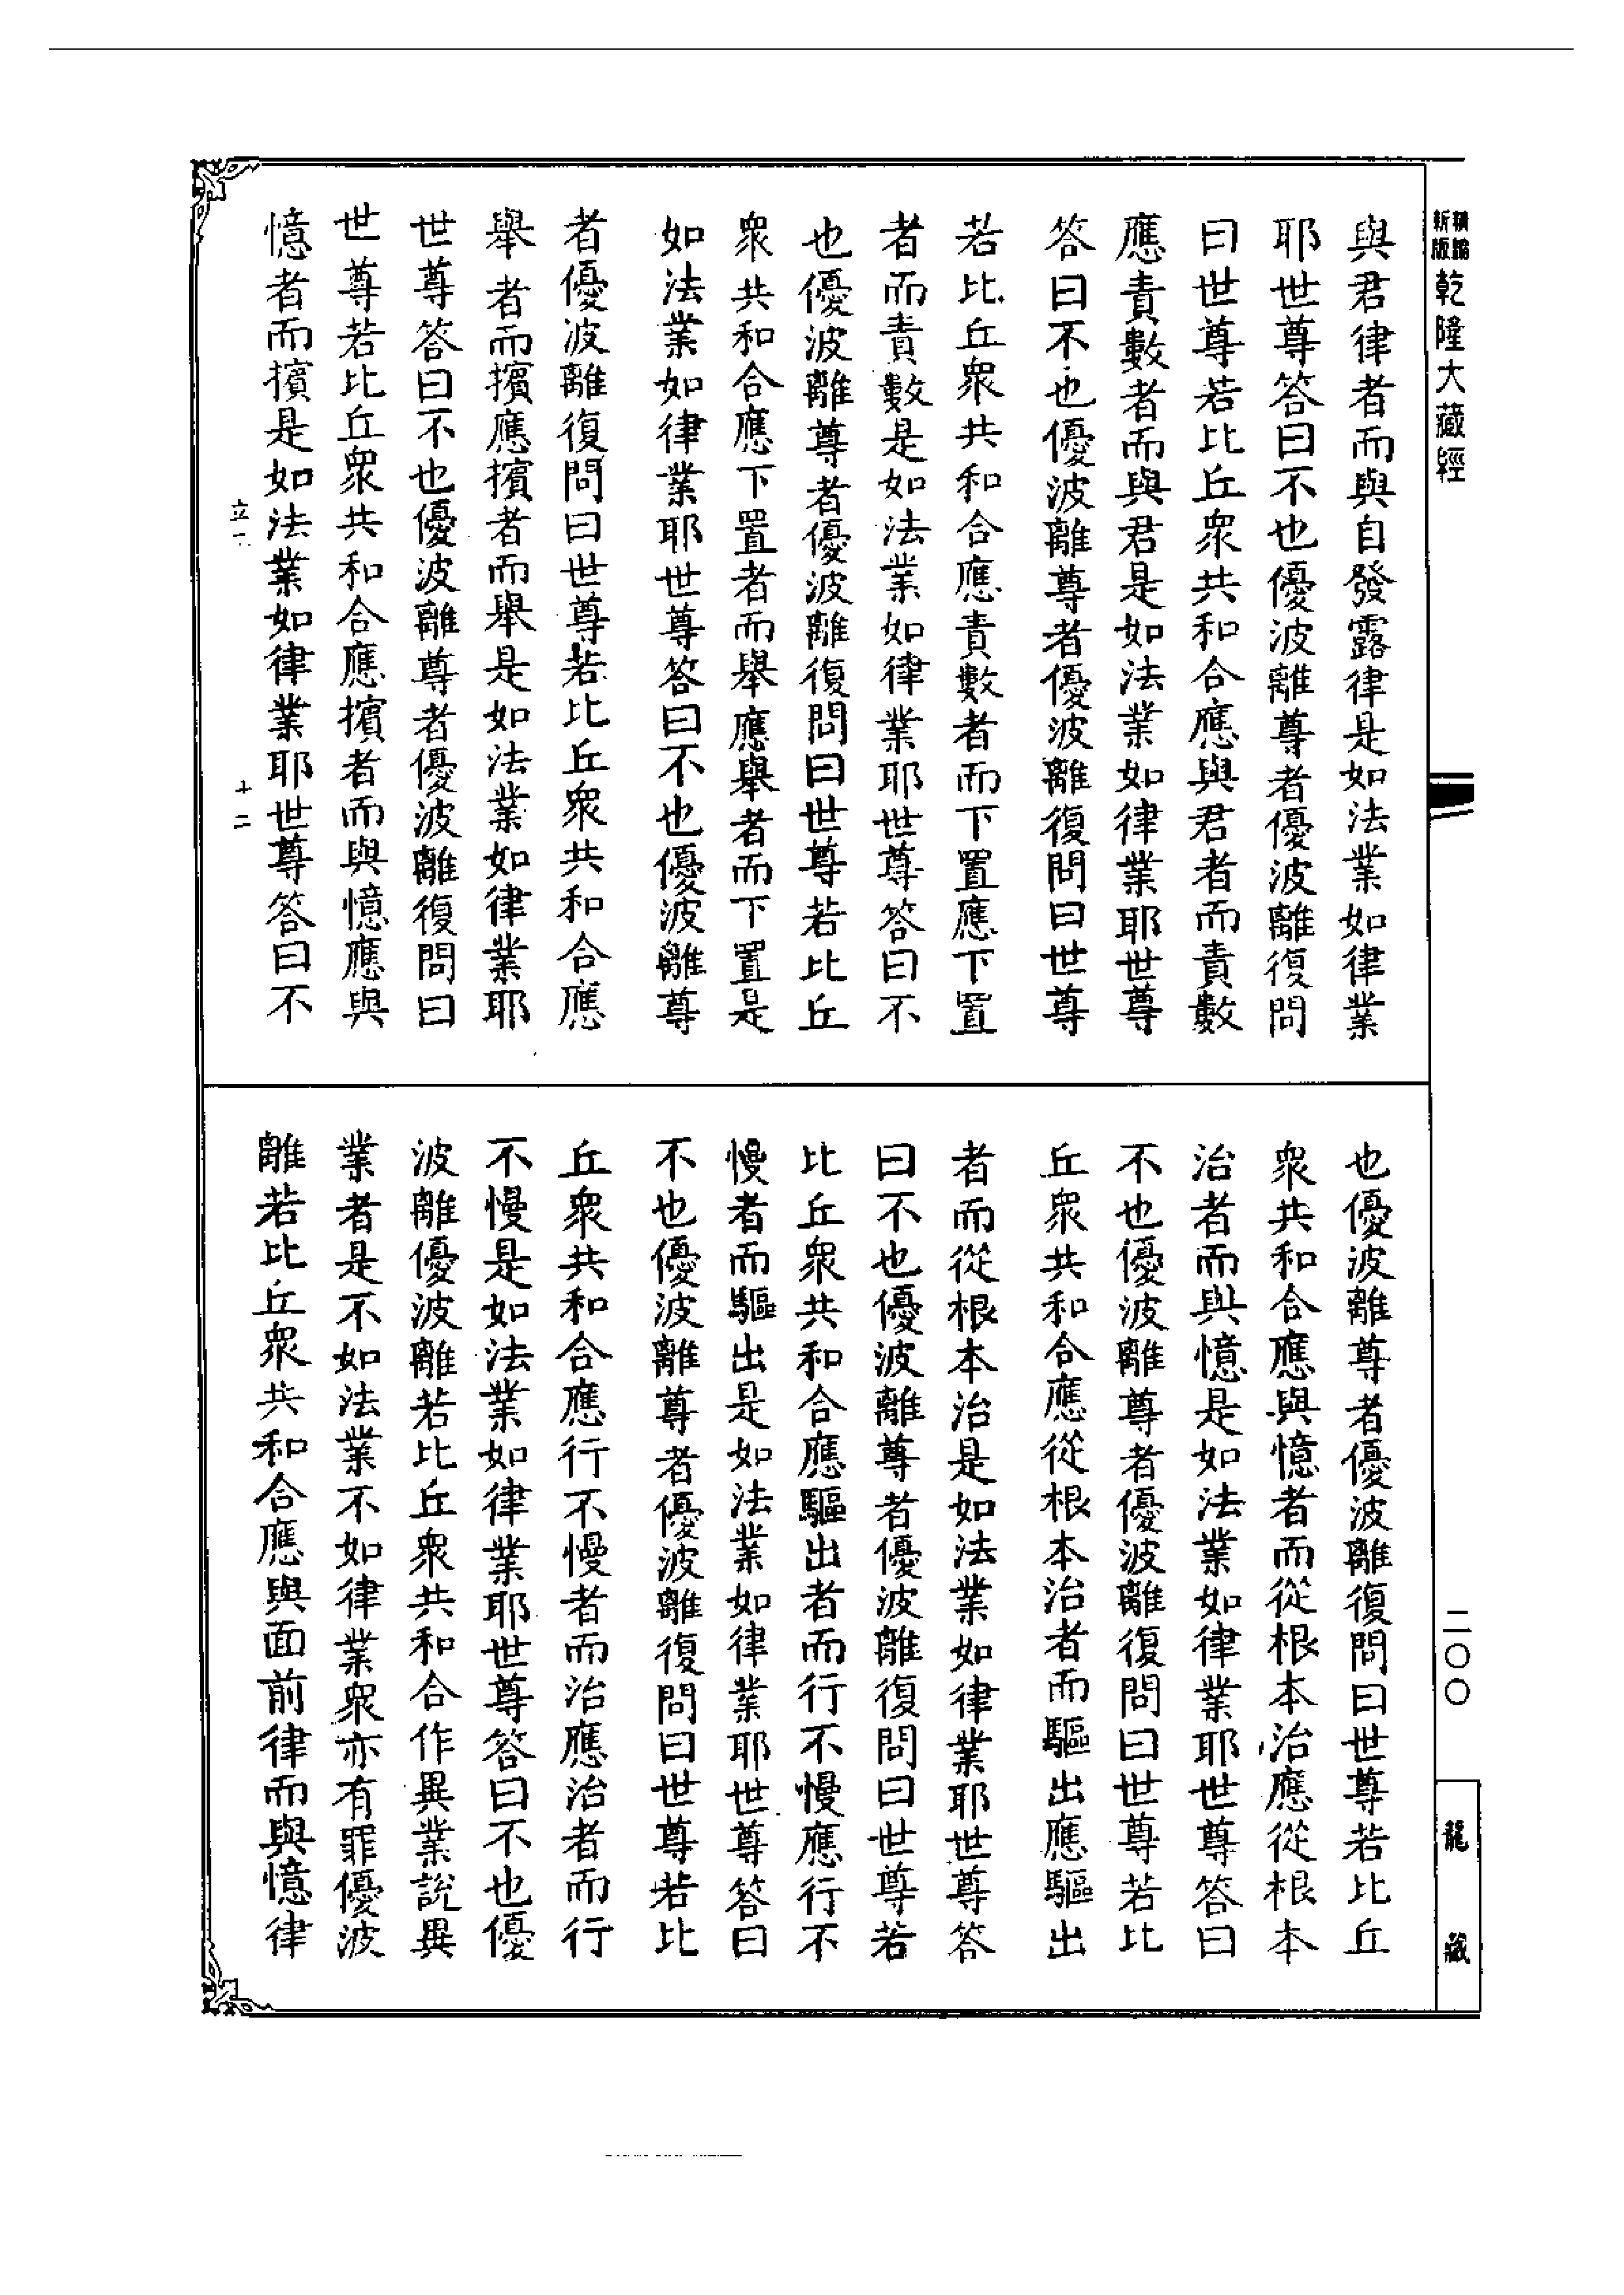 新版精編
乾隆大藏經
二〇〇
龍藏
與君律者而與自發露律是如法業如律業
耶世尊答曰不也優波離尊者優波離復問
曰世尊若比丘眾共和合應與君者而責數
應責數者而與君是如法業如律業耶世尊
答曰不也優波離尊者優波離復問曰世尊
若比丘眾共和合應責數者而下置應下置
者而責數是如法業如律業耶世尊答曰不
也優波離尊者優波離復問曰世尊若比丘
眾共和合應下置者而舉應舉者而下置是
如法業如律業耶世尊答曰不也優波離尊
者優波離復問曰世尊若比丘眾共和合應
舉者而擯應擯者而舉是如法業如律業耶
世尊答曰不也優波離尊者優波離復問曰
世尊若比丘眾共和合應擯者而與憶應與
憶者而擯是如法業如律業耶世尊答曰不
立 十二
也優波離尊者優波離復問曰世尊若比丘
眾共和合應與憶者而從根本治應從根本
治者而與憶是如法業如律業耶世尊答曰
不也優波離尊者優波離復問曰世尊若比
丘眾共和合應從根本治者而驅出應驅出
者而從根本治是如法業如律業耶世尊答
曰不也優波離尊者優波離復問曰世尊若
比丘眾共和合應驅出者而行不慢應行不
慢者而驅出是如法業如律業耶世尊答曰
不也優波離尊者優波離復問曰世尊若比
丘眾共和合應行不慢者而治應治者而行
不慢是如法業如律業耶世尊答曰不也優
波離優波離若比丘眾共和合作異業說異
業者是不如法業不如律業眾亦有罪優波
離若比丘眾共和合應與面前律而與憶律